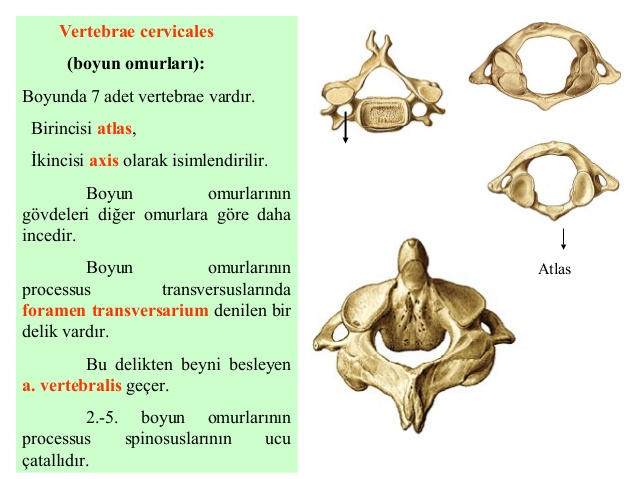 Vertebrae cervicales
(boyun omurları):
Boyunda 7 adet vertebrae vardır.
Birincisi atlas,
İkincisi axis olarak isimlendirilir.
Boyun omurlarının
gövdeleri diğer omurlara göre daha
incedir.
Boyun omurlarının
processus transversuslarında
foramen transversarium denilen bir
delik vardır.
Bu delikten beyni besleyen
a. vertebralis geçer.
2.-5. boyun omurlarının
processus spinosuslarının ucu
çatallıdır.
Atlas